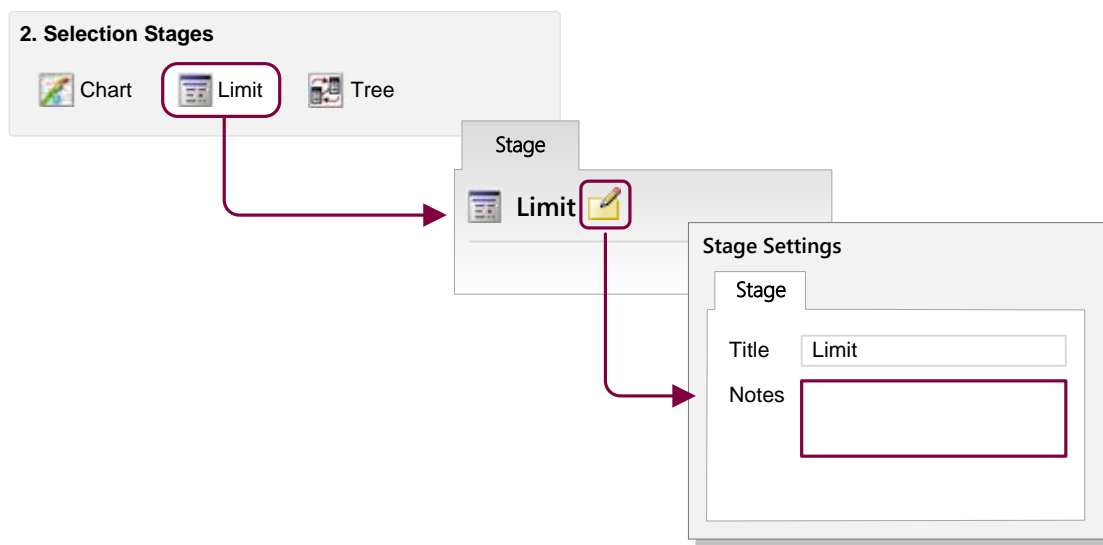 2. Selection Stages
Chart Limit Tree
Stage
Limit
Stage Settings
Stage
Title Limit
Notes